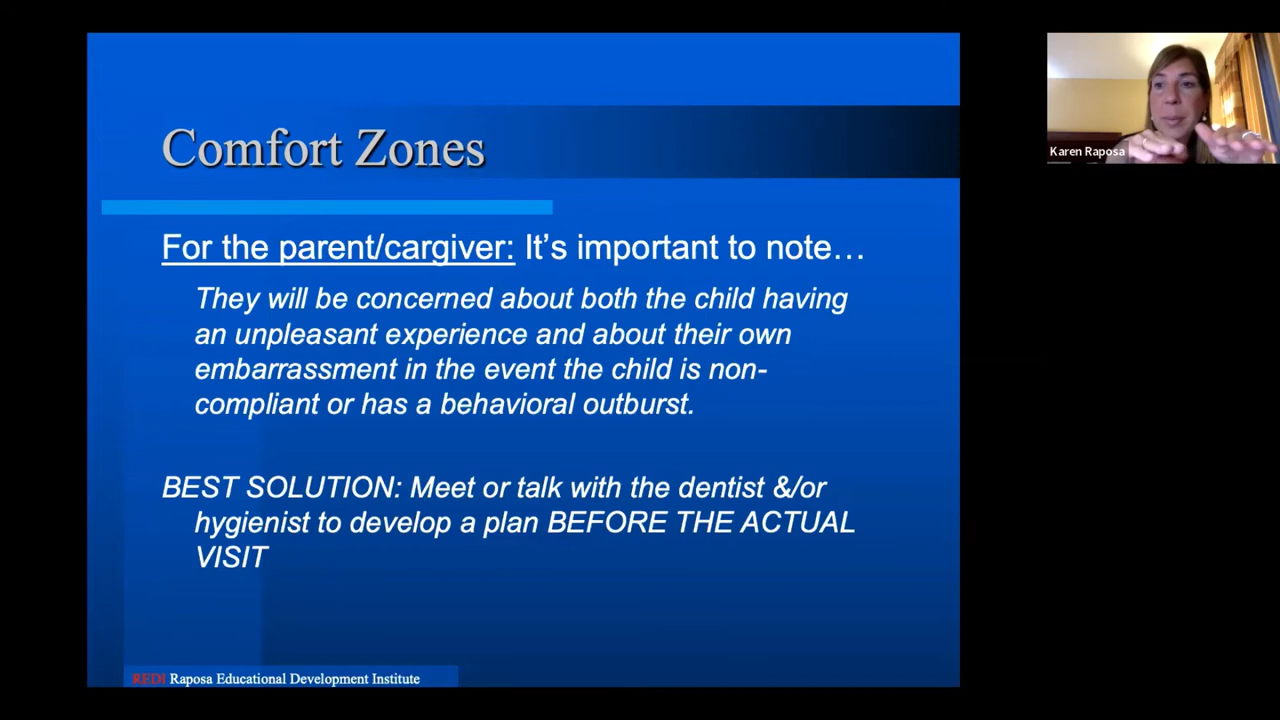 Comfort Zones
For the parent/cargiver: It's important to note…
They will be concerned about both the child having
an unpleasant experience and about their own
embarrassment in the event the child is non-
compliant or has a behavioral outburst.
BEST SOLUTION: Meet or talk with the dentist &/or
hygienist to develop a plan BEFORE THE ACTUAL
VISIT
REDI Raposa Educational Development Institute
Karen Raposa